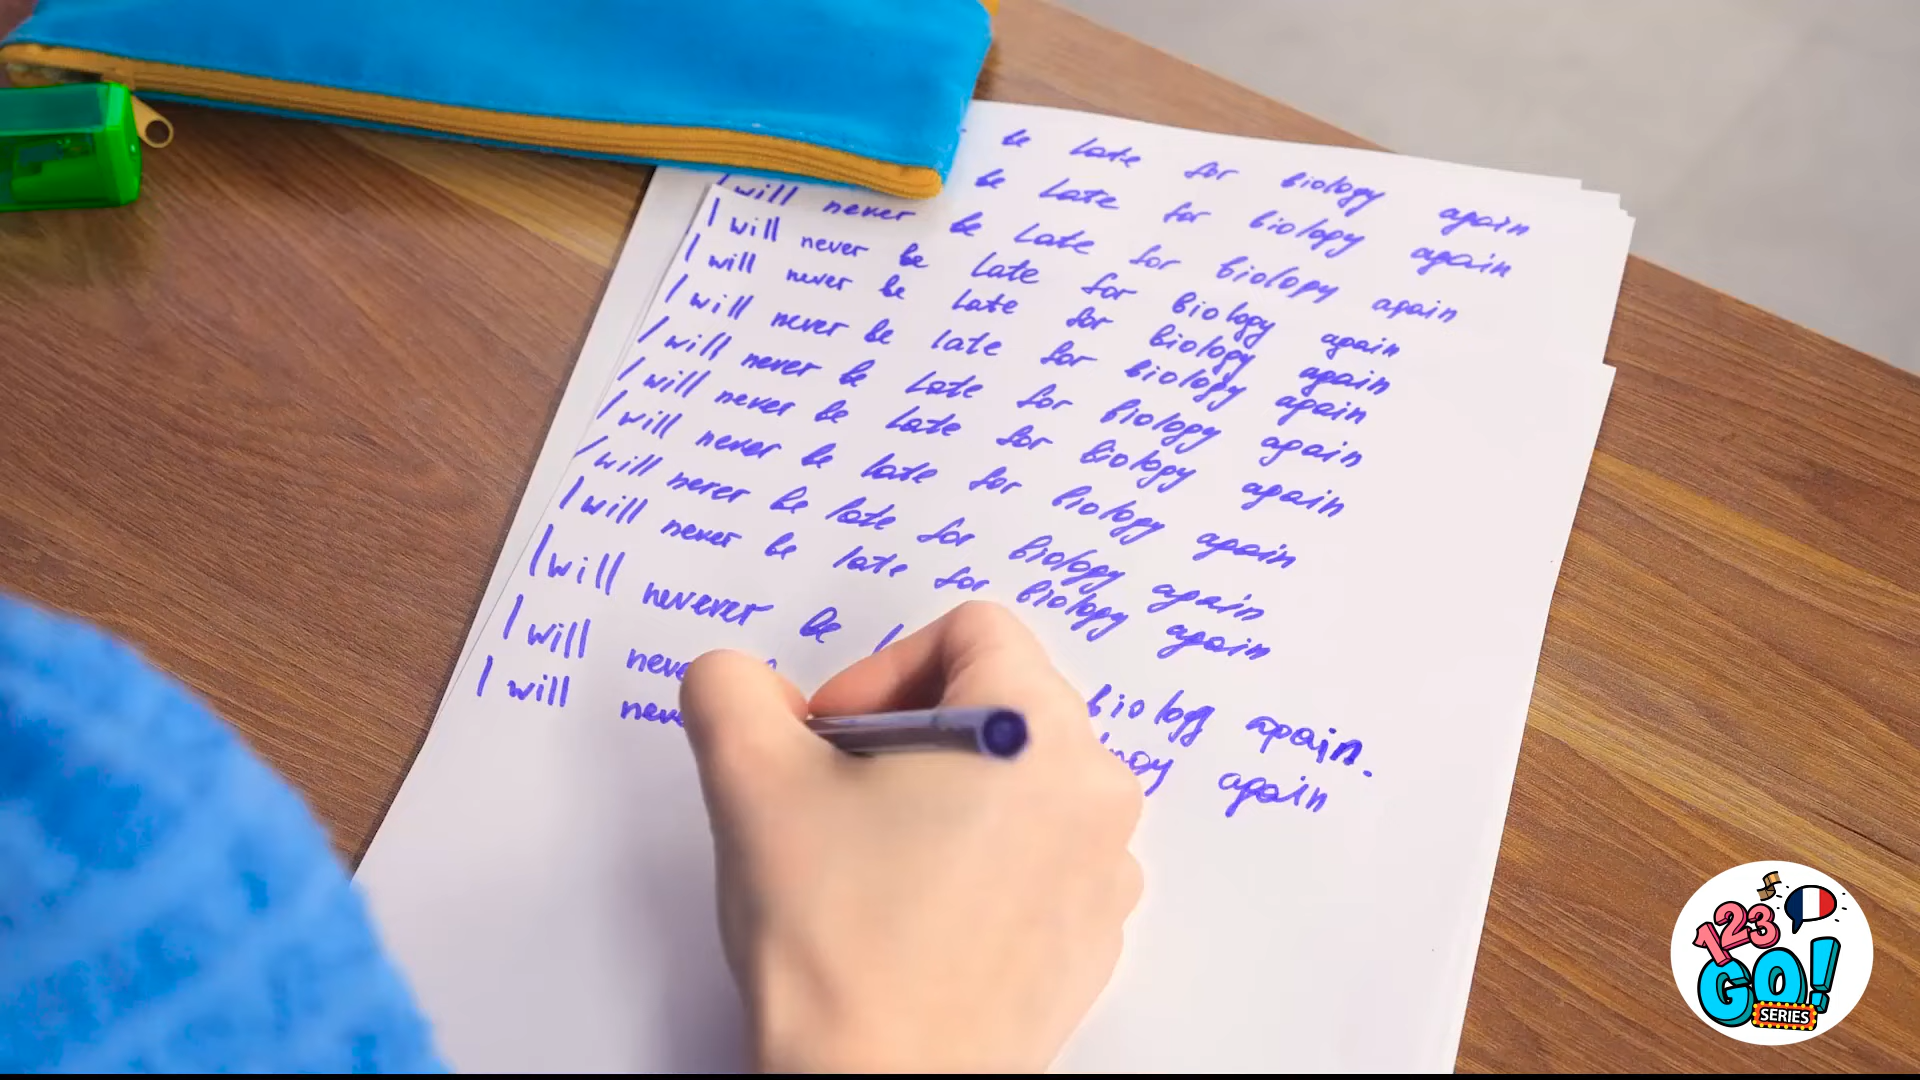 be late for biology again
be late for biology again
I will never be late for biology again
I will never be late for biology again
I will never be late for biology again
I will never be late for biology again
I will never be late for biology again
I will never be late for biology again
I will never be late for biology again
I will never be late for biology again
I will never be late for biology again
I will neverer be biology again.
I will again
I will
123
GO!
SERIES